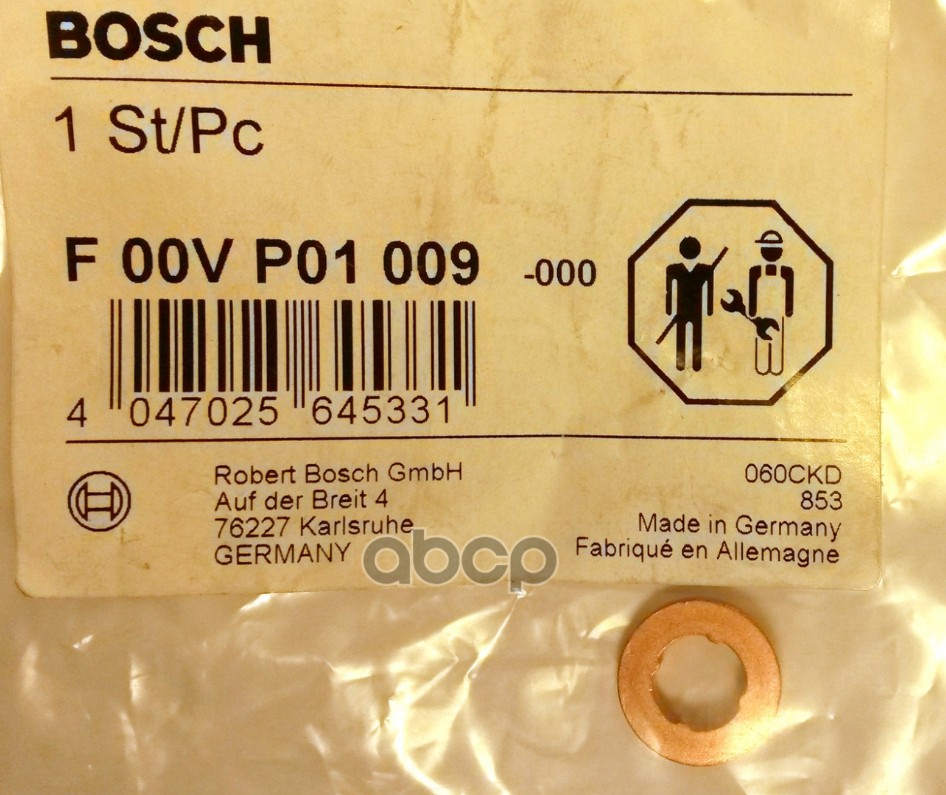 BOSCH
1 St/Pc
F 00V P01 009 -000
4 047025 645331
Robert Bosch GmbH
Auf der Breit 4
76227 Karlsruhe
GERMANY
060CKD
853
Made in Germany
Fabriqué en Allemagne
abcp